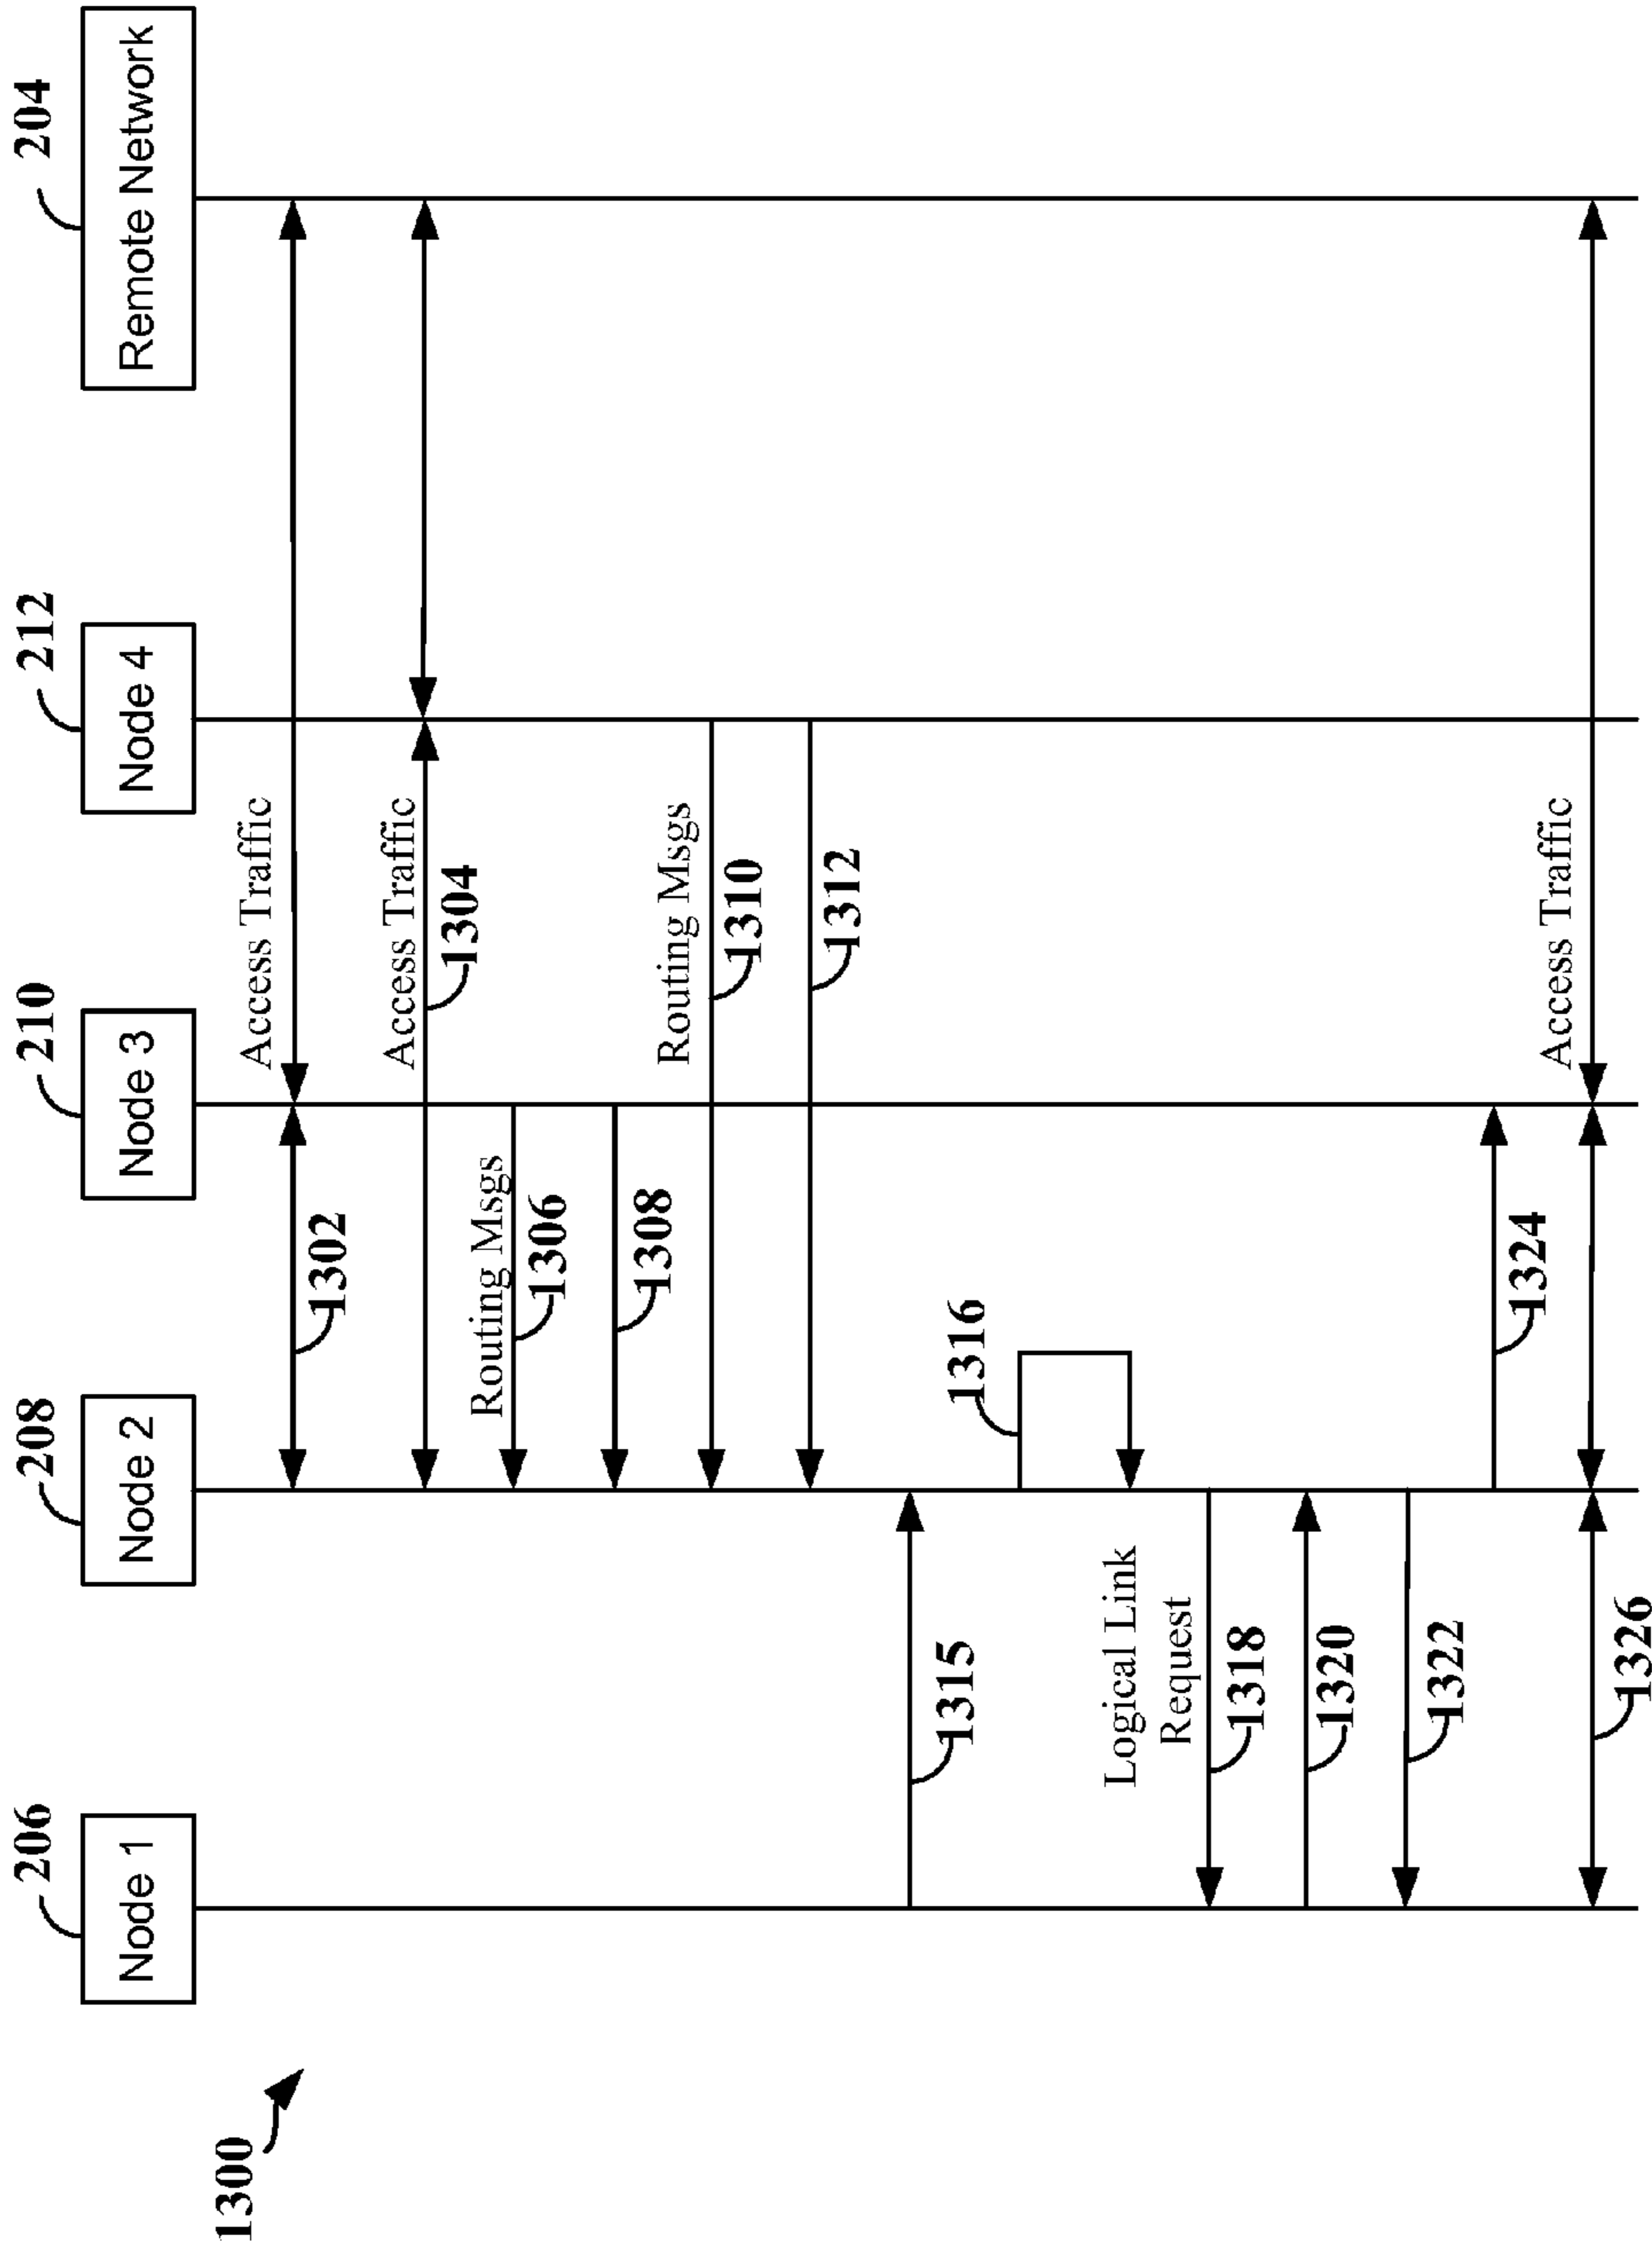 206
208
210
212
204
Node 1
Node 2
Node 3
Node 4
Remote Network
1300
Access Traffic
1302
Access Traffic
1304
Routing Msgs
1306
1308
Routing Msgs
1310
1312
1315
1316
Logical Link
Request
1318
1320
1322
1324
Access Traffic
1326